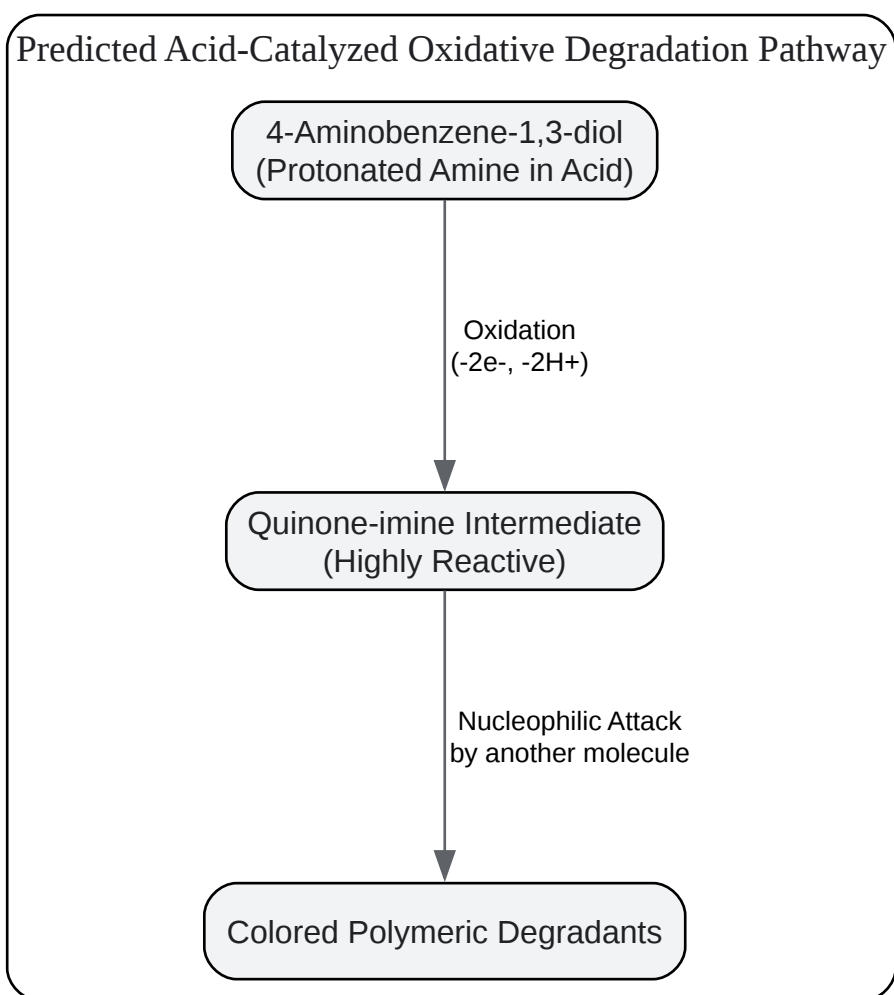 Predicted Acid-Catalyzed Oxidative Degradation Pathway
4-Aminobenzene-1,3-diol
(Protonated Amine in Acid)
Oxidation
(-2e-, -2H+)
Quinone-imine Intermediate
(Highly Reactive)
Nucleophilic Attack
by another molecule
Colored Polymeric Degradants